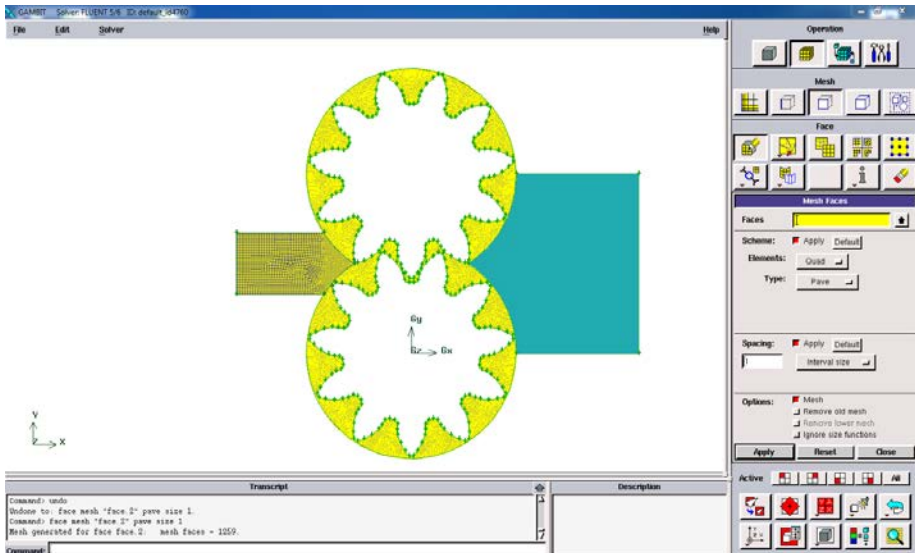 GAMBIT Solver: FLUENT 5/6 ID: default_id4760
File Edit Solver Help
Operation
Mesh
Face
Mesh Faces
Faces
Scheme: Apply Default
Elements: Quad
Type: Pave
Spacing: Apply Default
1 Interval size
Options: Mesh
Remove old mesh
Remove lower mesh
Ignore size functions
Apply Reset Close
Gy
Gz Gx
Y
Z X
Transcript Description
Command: undo
Undone to: face mesh "face.2" pave size 1.
Command: face mesh "face.2" pave size 1
Mesh generated for face face.2: mesh faces = 1259.
Command:
Active All